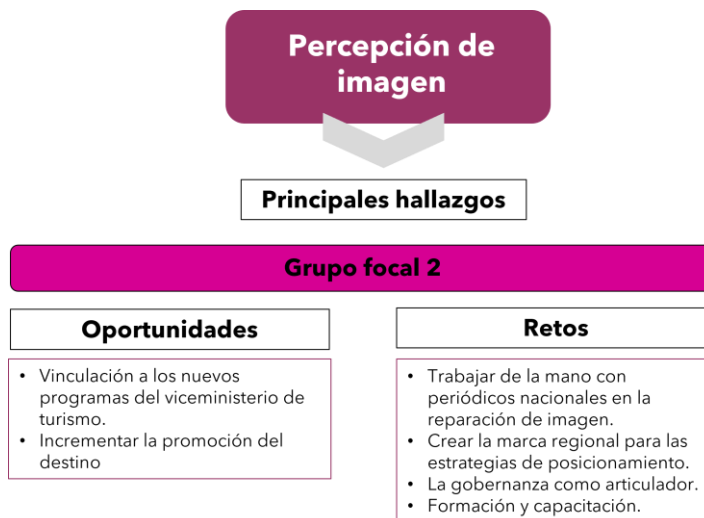 Percepción de
imagen
Principales hallazgos
Grupo focal 2
Oportunidades
• Vinculación a los nuevos
programas del viceministerio de
turismo.
• Incrementar la promoción del
destino
Retos
• Trabajar de la mano con
periódicos nacionales en la
reparación de imagen.
• Crear la marca regional para las
estrategias de posicionamiento.
• La gobernanza como articulador.
• Formación y capacitación.